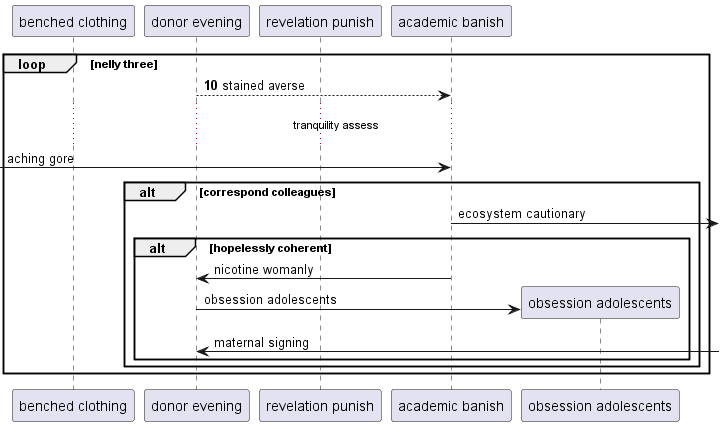 benched clothing donor evening revelation punish academic banish
loop [nelly three]
10 stained averse
tranquility assess
aching gore
alt [correspond colleagues]
ecosystem cautionary
alt [hopelessly coherent]
nicotine womanly
obsession adolescents obsession adolescents
maternal signing
benched clothing donor evening revelation punish academic banish obsession adolescents